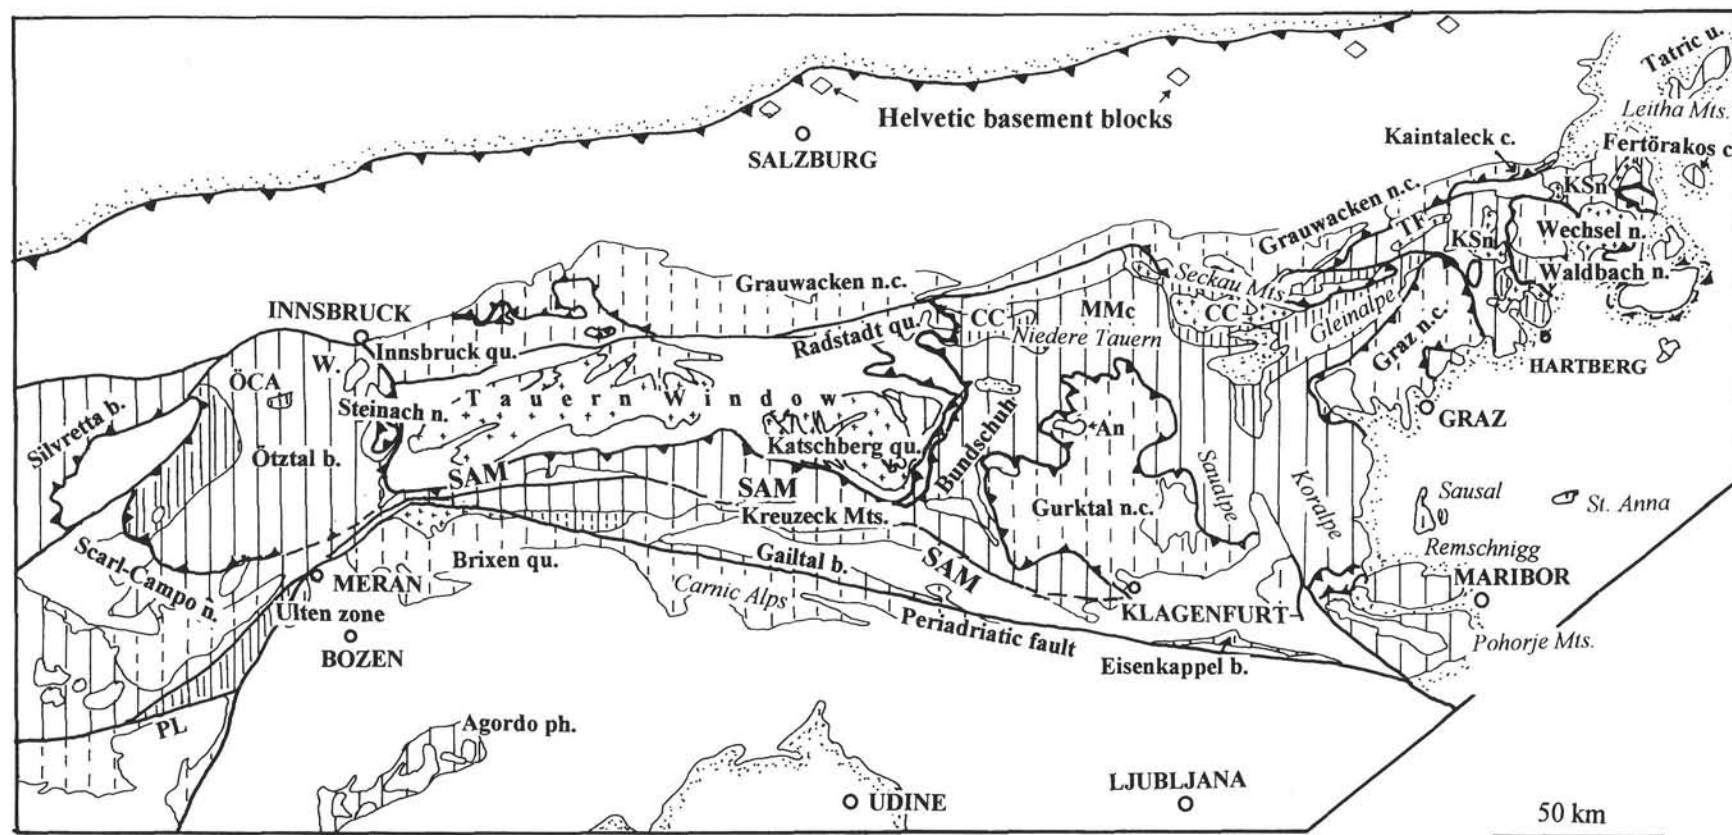 Tatric u.
Leitha Mts.
Helvetic basement blocks
SALZBURG
Kaintaleck c.
Fertörakos c
KSn
Grauwacken n.c.
TF
KSn
Wechsel n.
Waldbach n.
Grauwacken n.c.
Seckau Mts.
INNSBRUCK
Radstadt qu.
CC
MMc
CC
Niedere Tauern
Gleinalpe
Graz n.c.
HARTBERG
W.
Innsbruck qu.
ÖCA
Steinach n.
Tauern Window
GRAZ
Silvretta b.
Ötztal b.
Katschberg qu.
An
Bundschuh
SAM
SAM
Saualpe
Koralpe
Sausal
St. Anna
Kreuzeck Mts.
Gurktal n.c.
Scarl-Campo n.
Brixen qu.
Gailtal b.
SAM
Remschnigg
MERAN
Carnic Alps
MARIBOR
Ulten zone
KLAGENFURT
BOZEN
Periadriatic fault
Eisenkappel b.
Pohorje Mts.
PL
Agordo ph.
UDINE
LJUBLJANA
50 km